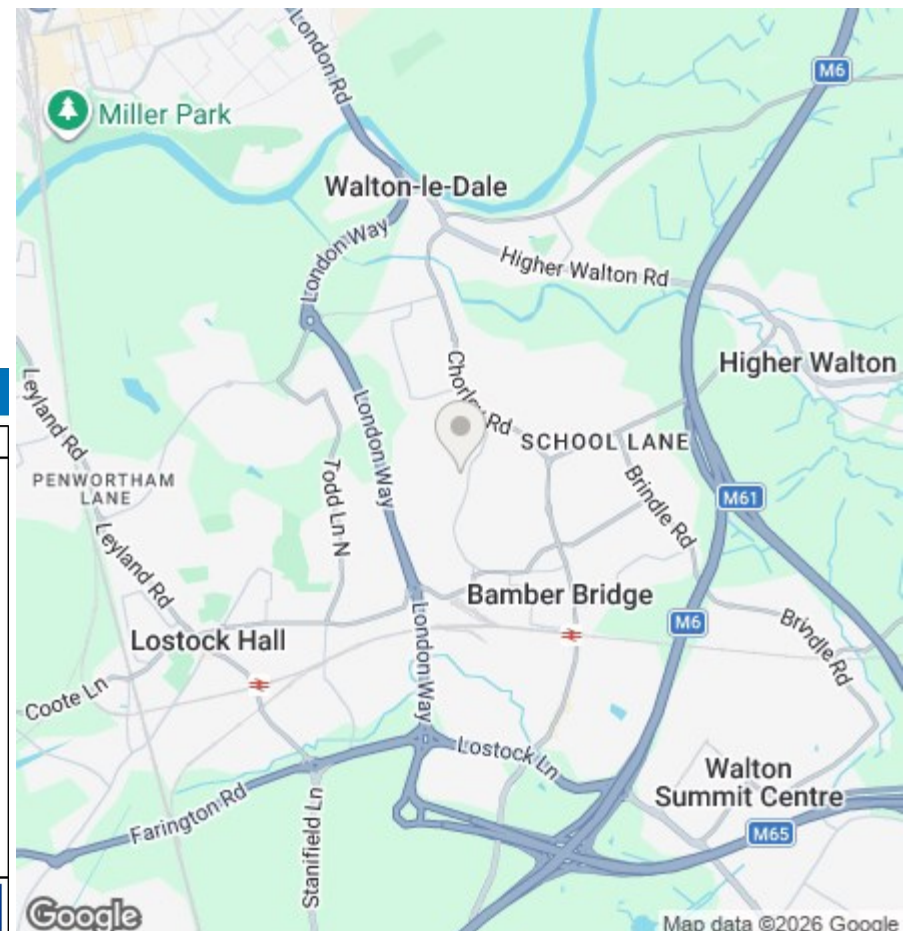 London Rd
M6
Miller Park
Walton-le-Dale
London Way
Higher Walton Rd
Higher Walton
Leyland Rd
Chorley Rd
London Way
SCHOOL LANE
PENWORTHAM
LANE
Todd Ln N
Brindle Rd
M61
Leyland Rd
Bamber Bridge
London Way
M6
Brindle Rd
Lostock Hall
Coote Ln
Lostock Ln
Walton
Summit Centre
Farington Rd
Stanifield Ln
M65
Google
Map data ©2026 Google